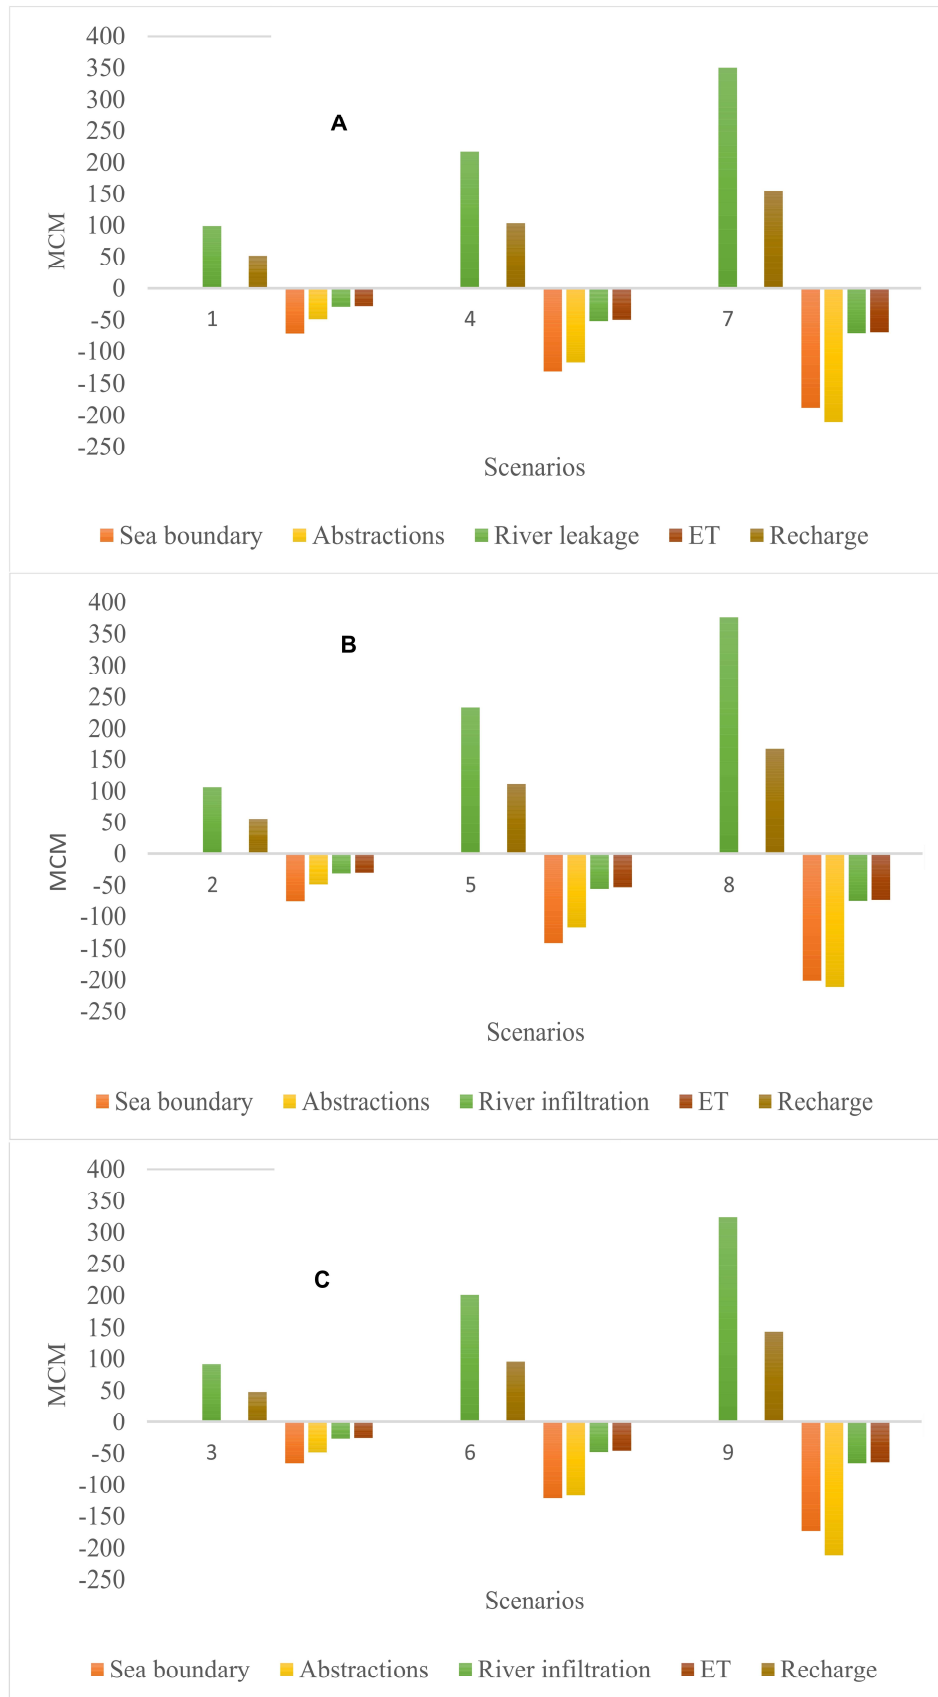 400
350
300
250
200
150
100
50
0
-50
-100
-150
-200
-250
MCM
A
1 4 7
Scenarios
Sea boundary Abstractions River leakage ET Recharge
400
350
300
250
200
150
100
50
0
-50
-100
-150
-200
-250
MCM
B
2 5 8
Scenarios
Sea boundary Abstractions River infiltration ET Recharge
400
350
300
250
200
150
100
50
0
-50
-100
-150
-200
-250
MCM
C
3 6 9
Scenarios
Sea boundary Abstractions River infiltration ET Recharge